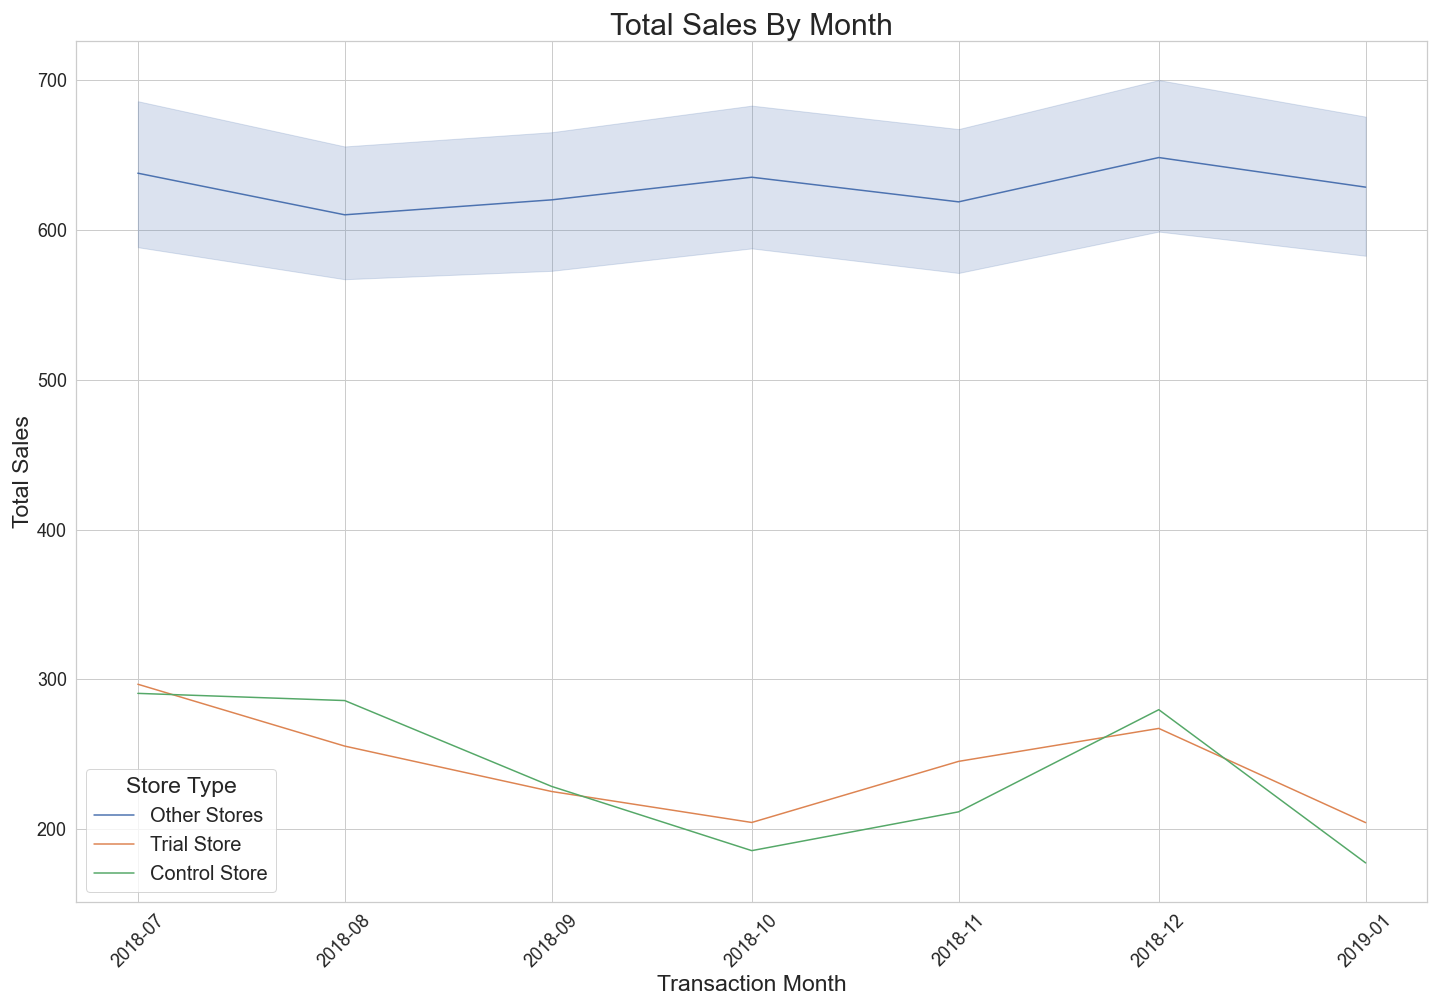 Total Sales By Month
Total Sales
700
600
500
400
300
200
Store Type
Other Stores
Trial Store
Control Store
2018-07
2018-08
2018-09
2018-10
2018-11
2018-12
2019-01
Transaction Month